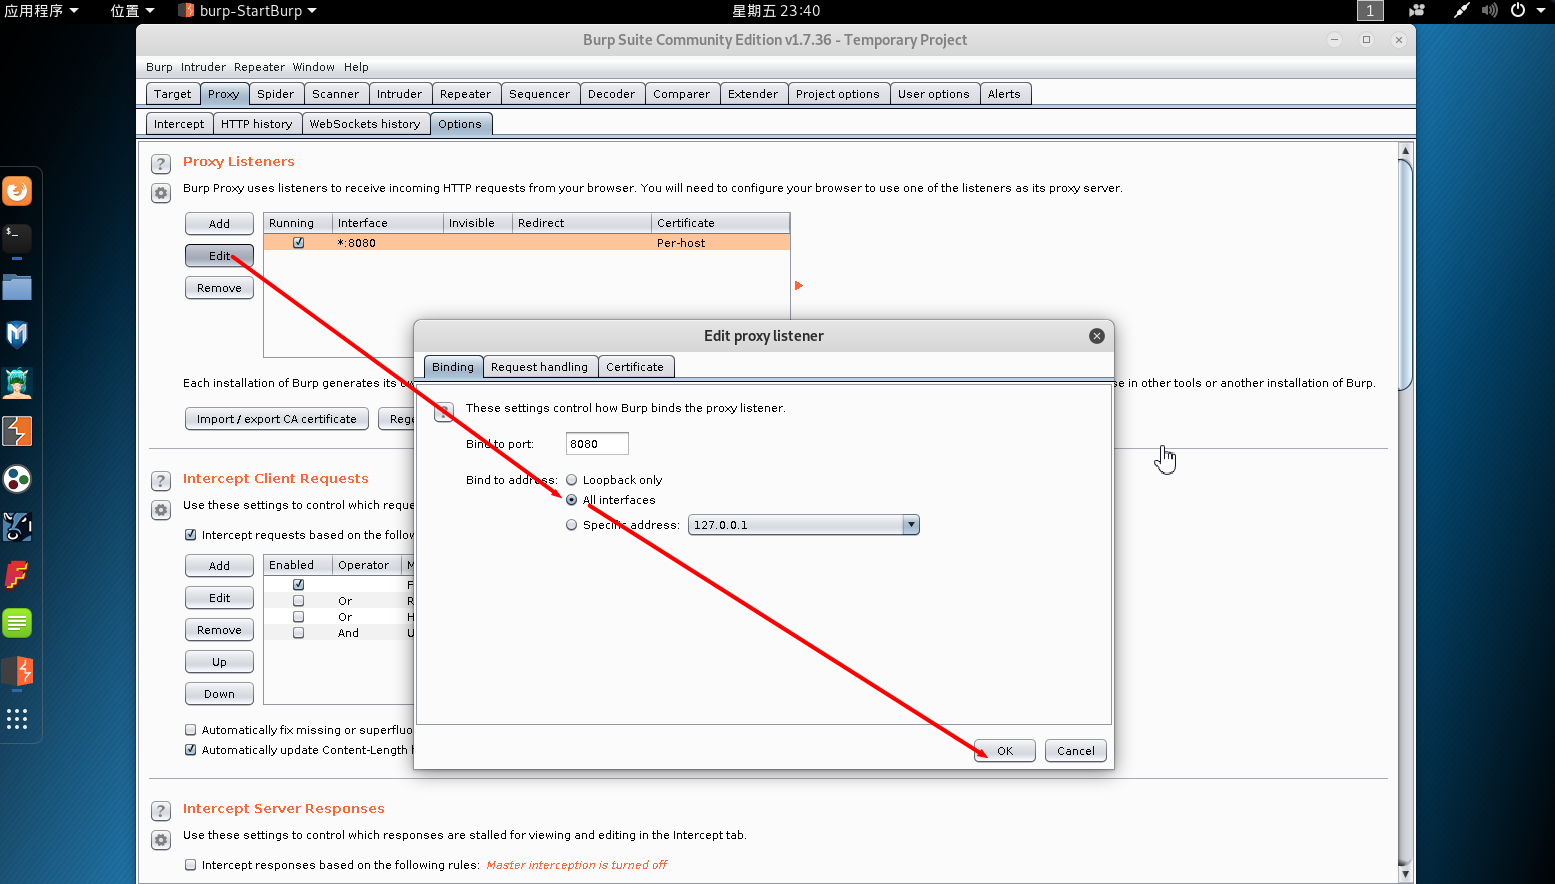 应用程序 位置 burp-StartBurp 星期五 23:40 1
Burp Suite Community Edition v1.7.36 - Temporary Project
Burp Intruder Repeater Window Help
Target Proxy Spider Scanner Intruder Repeater Sequencer Decoder Comparer Extender Project options User options Alerts
Intercept HTTP history WebSockets history Options
? Proxy Listeners
Burp Proxy uses listeners to receive incoming HTTP requests from your browser. You will need to configure your browser to use one of the listeners as its proxy server.
Add Running Interface Invisible Redirect Certificate
*:8080 Per-host
Edit
Remove
Edit proxy listener
Binding Request handling Certificate
Each installation of Burp generates its ow
se in other tools or another installation of Burp.
? These settings control how Burp binds the proxy listener.
Import / export CA certificate Rege
Bind to port: 8080
Bind to address: Loopback only
All interfaces
Specific address: 127.0.0.1
OK Cancel
? Intercept Client Requests
Use these settings to control which reque
Intercept requests based on the follow
Add Enabled Operator M
F
Edit Or R
Or H
Remove And U
Up
Down
Automatically fix missing or superfluo
Automatically update Content-Length h
? Intercept Server Responses
Use these settings to control which responses are stalled for viewing and editing in the Intercept tab.
Intercept responses based on the following rules: Master interception is turned off